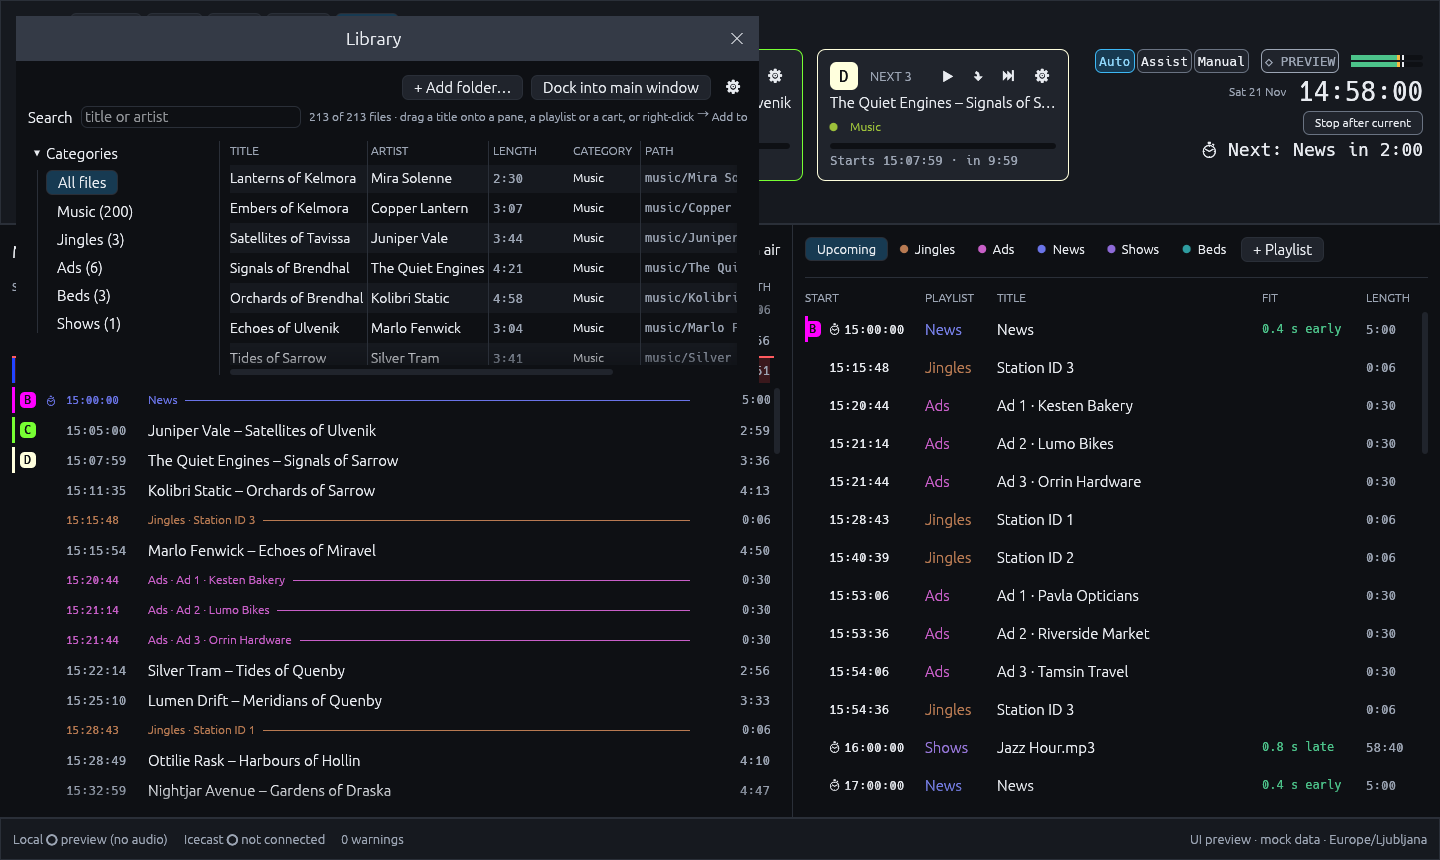 Library
+ Add folder…
Dock into main window
Search
title or artist
213 of 213 files · drag a title onto a pane, a playlist or a cart, or right-click → Add to
Categories
All files
Music (200)
Jingles (3)
Ads (6)
Beds (3)
Shows (1)
TITLE ARTIST LENGTH CATEGORY PATH
Lanterns of Kelmora Mira Solenne 2:30 Music music/Mira So
Embers of Kelmora Copper Lantern 3:07 Music music/Copper
Satellites of Tavissa Juniper Vale 3:44 Music music/Juniper
Signals of Brendhal The Quiet Engines 4:21 Music music/The Qui
Orchards of Brendhal Kolibri Static 4:58 Music music/Kolibri
Echoes of Ulvenik Marlo Fenwick 3:04 Music music/Marlo F
Tides of Sarrow Silver Tram 3:41 Music music/Silver
lvenik
D NEXT 3
The Quiet Engines – Signals of S…
Music
Starts 15:07:59 · in 9:59
Auto Assist Manual ◇ PREVIEW
Sat 21 Nov 14:58:00
Stop after current
Next: News in 2:00
air
TH
06
56
51
B 15:00:00 News 5:00
C 15:05:00 Juniper Vale – Satellites of Ulvenik 2:59
D 15:07:59 The Quiet Engines – Signals of Sarrow 3:36
15:11:35 Kolibri Static – Orchards of Sarrow 4:13
15:15:48 Jingles · Station ID 3 0:06
15:15:54 Marlo Fenwick – Echoes of Miravel 4:50
15:20:44 Ads · Ad 1 · Kesten Bakery 0:30
15:21:14 Ads · Ad 2 · Lumo Bikes 0:30
15:21:44 Ads · Ad 3 · Orrin Hardware 0:30
15:22:14 Silver Tram – Tides of Quenby 2:56
15:25:10 Lumen Drift – Meridians of Quenby 3:33
15:28:43 Jingles · Station ID 1 0:06
15:28:49 Ottilie Rask – Harbours of Hollin 4:10
15:32:59 Nightjar Avenue – Gardens of Draska 4:47
Upcoming Jingles Ads News Shows Beds + Playlist
START PLAYLIST TITLE FIT LENGTH
B 15:00:00 News News 0.4 s early 5:00
15:15:48 Jingles Station ID 3 0:06
15:20:44 Ads Ad 1 · Kesten Bakery 0:30
15:21:14 Ads Ad 2 · Lumo Bikes 0:30
15:21:44 Ads Ad 3 · Orrin Hardware 0:30
15:28:43 Jingles Station ID 1 0:06
15:40:39 Jingles Station ID 2 0:06
15:53:06 Ads Ad 1 · Pavla Opticians 0:30
15:53:36 Ads Ad 2 · Riverside Market 0:30
15:54:06 Ads Ad 3 · Tamsin Travel 0:30
15:54:36 Jingles Station ID 3 0:06
16:00:00 Shows Jazz Hour.mp3 0.8 s late 58:40
17:00:00 News News 0.4 s early 5:00
Local preview (no audio) Icecast not connected 0 warnings
UI preview · mock data · Europe/Ljubljana